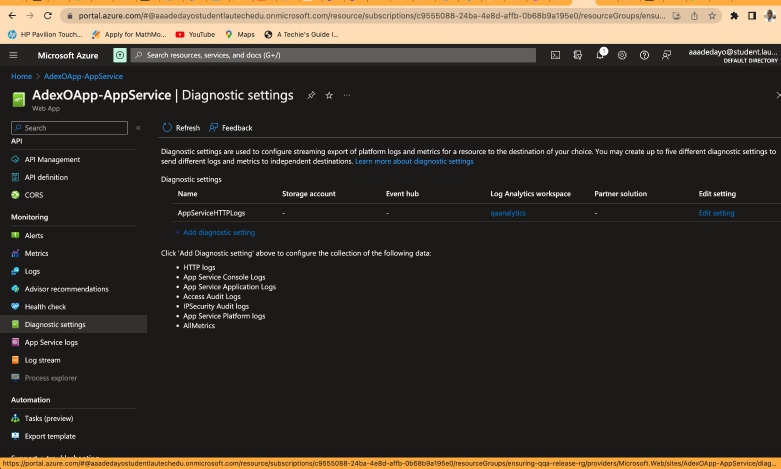 portal.azure.com/#@aaadedayostudentlautechedu.onmicrosoft.com/resource/subscriptions/c9555088-24ba-4e8d-affb-0b68b9a195e0/resourceGroups/ensu...
HP Pavilion Touch... Apply for MathMo... YouTube Maps A Techie's Guide I...
Microsoft Azure Search resources, services, and docs (G+/) 1 aaadedayo@student.lau...
DEFAULT DIRECTORY
Home > AdexOApp-AppService
AdexOApp-AppService | Diagnostic settings ...
Web App
Search «
Refresh Feedback
API
API Management
API definition
CORS
Monitoring
Alerts
Metrics
Logs
Advisor recommendations
Health check
Diagnostic settings
App Service logs
Log stream
Process explorer
Automation
Tasks (preview)
Export template
Diagnostic settings are used to configure streaming export of platform logs and metrics for a resource to the destination of your choice. You may create up to five different diagnostic settings to
send different logs and metrics to independent destinations. Learn more about diagnostic settings
Diagnostic settings
Name Storage account Event hub Log Analytics workspace Partner solution Edit setting
AppServiceHTTPLogs - - qaanalytics - Edit setting
+ Add diagnostic setting
Click 'Add Diagnostic setting' above to configure the collection of the following data:
• HTTP logs
• App Service Console Logs
• App Service Application Logs
• Access Audit Logs
• IPSecurity Audit logs
• App Service Platform logs
• AllMetrics
https://portal.azure.com/#@aaadedayostudentlautechedu.onmicrosoft.com/resource/subscriptions/c9555088-24ba-4e8d-affb-0b68b9a195e0/resourceGroups/ensuring-qqa-release-rg/providers/Microsoft.Web/sites/AdexOApp-AppService/diag...